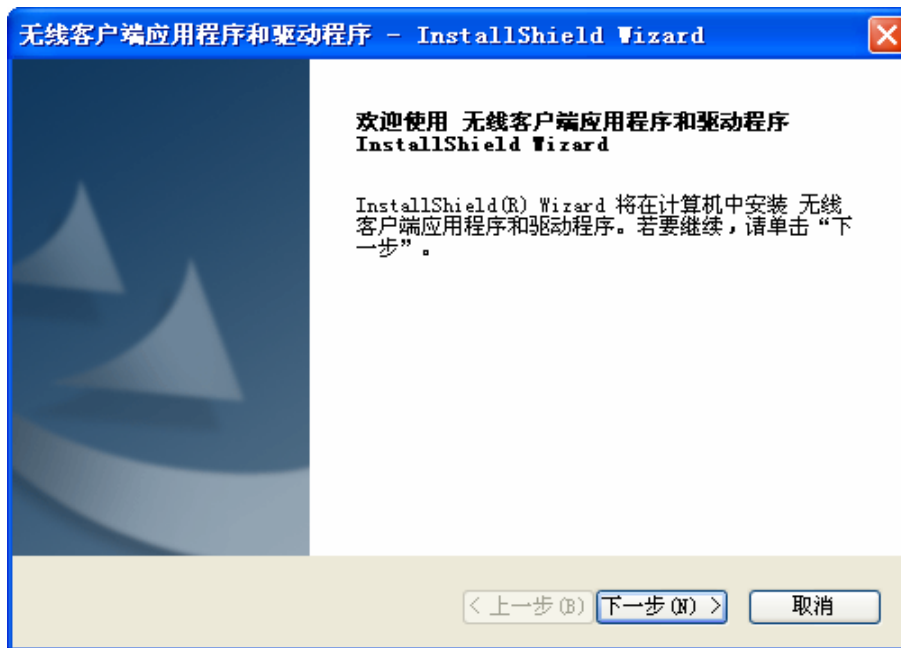 无线客户端应用程序和驱动程序 - InstallShield Wizard
欢迎使用 无线客户端应用程序和驱动程序
InstallShield Wizard
InstallShield(R) Wizard 将在计算机中安装 无线
客户端应用程序和驱动程序。若要继续，请单击“下
一步”。
< 上一步(B) 下一步(N) > 取消